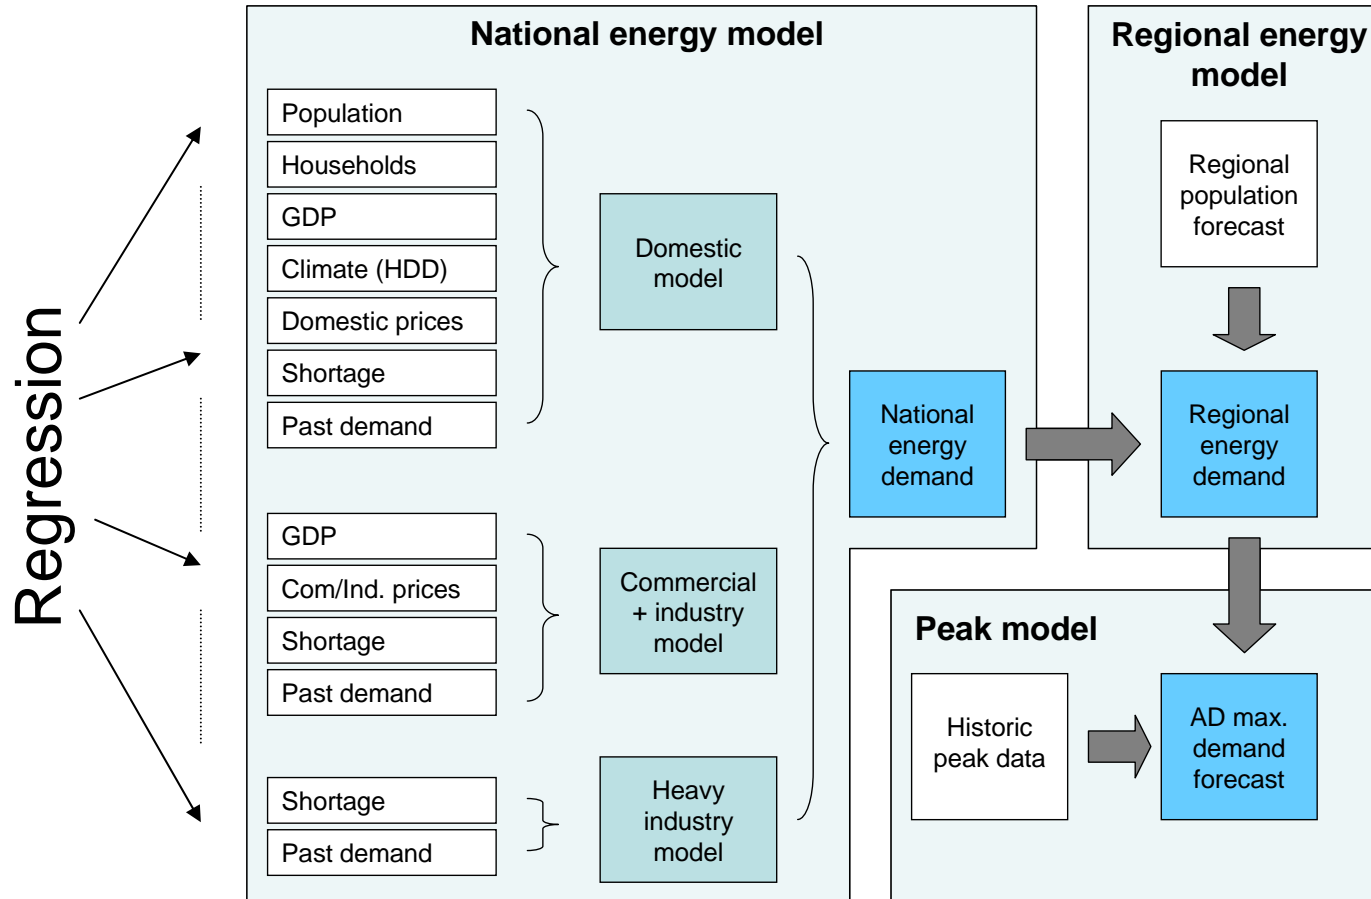 Regression
National energy model
Population
Households
GDP
Climate (HDD)
Domestic prices
Shortage
Past demand
Domestic
model
GDP
Com/Ind. prices
Shortage
Past demand
Commercial
+ industry
model
Shortage
Past demand
Heavy
industry
model
National
energy
demand
Regional energy
model
Regional
population
forecast
Regional
energy
demand
Peak model
Historic
peak data
AD max.
demand
forecast